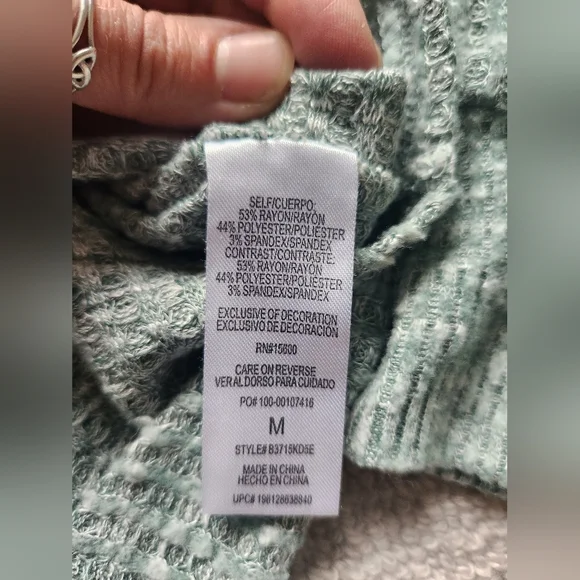 SELF/CUERPO:
53% RAYON/RAYÓN
44% POLYESTER/POLIÉSTER
3% SPANDEX/SPANDEX
CONTRAST/CONTRASTE:
53% RAYON/RAYÓN
44% POLYESTER/POLIÉSTER
3% SPANDEX/SPANDEX
EXCLUSIVE OF DECORATION
EXCLUSIVO DE DECORACIÓN
RN#15600
CARE ON REVERSE
VER AL DORSO PARA CUIDADO
PO# 100-00107416
M
STYLE# B3715KD5E
MADE IN CHINA
HECHO EN CHINA
UPC# 196128638840